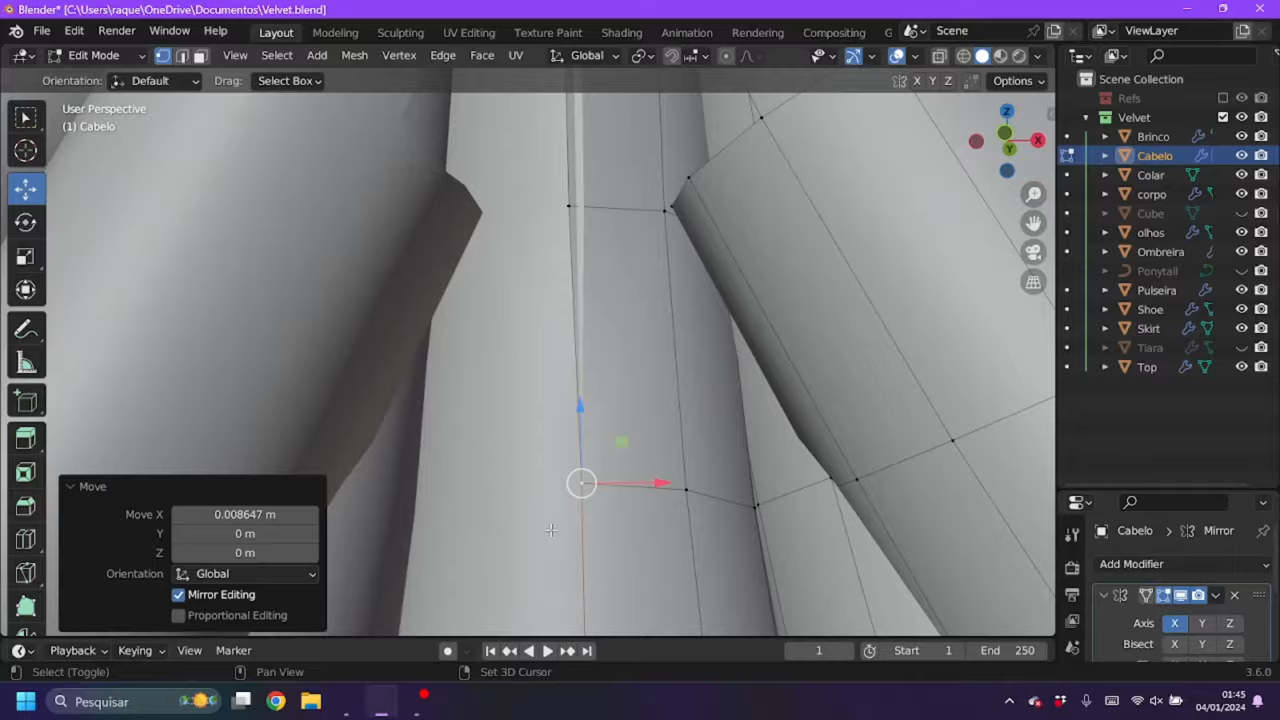 Blender* [C:\Users\raque\OneDrive\Documentos\Velvet.blend]
File Edit Render Window Help Layout Modeling Sculpting UV Editing Texture Paint Shading Animation Rendering Compositing G Scene ViewLayer
Edit Mode View Select Add Mesh Vertex Edge Face UV Global
Orientation: Default Drag: Select Box X Y Z Options
User Perspective
(1) Cabelo
Z
X
Y
Scene Collection
Refs
Velvet
Brinco
Cabelo
Colar
corpo
Cube
olhos
Ombreira
Ponytall
Pulseira
Shoe
Skirt
Tiara
Top
Move
Move X 0.008647 m
Y 0 m
Z 0 m
Orientation Global
Mirror Editing
Proportional Editing
Cabelo > Mirror
Add Modifier
Axis X Y Z
Bisect X Y Z
Playback Keying View Marker 1 Start 1 End 250
Select (Toggle) Pan View Set 3D Cursor 3.6.0
Pesquisar
01:45
04/01/2024